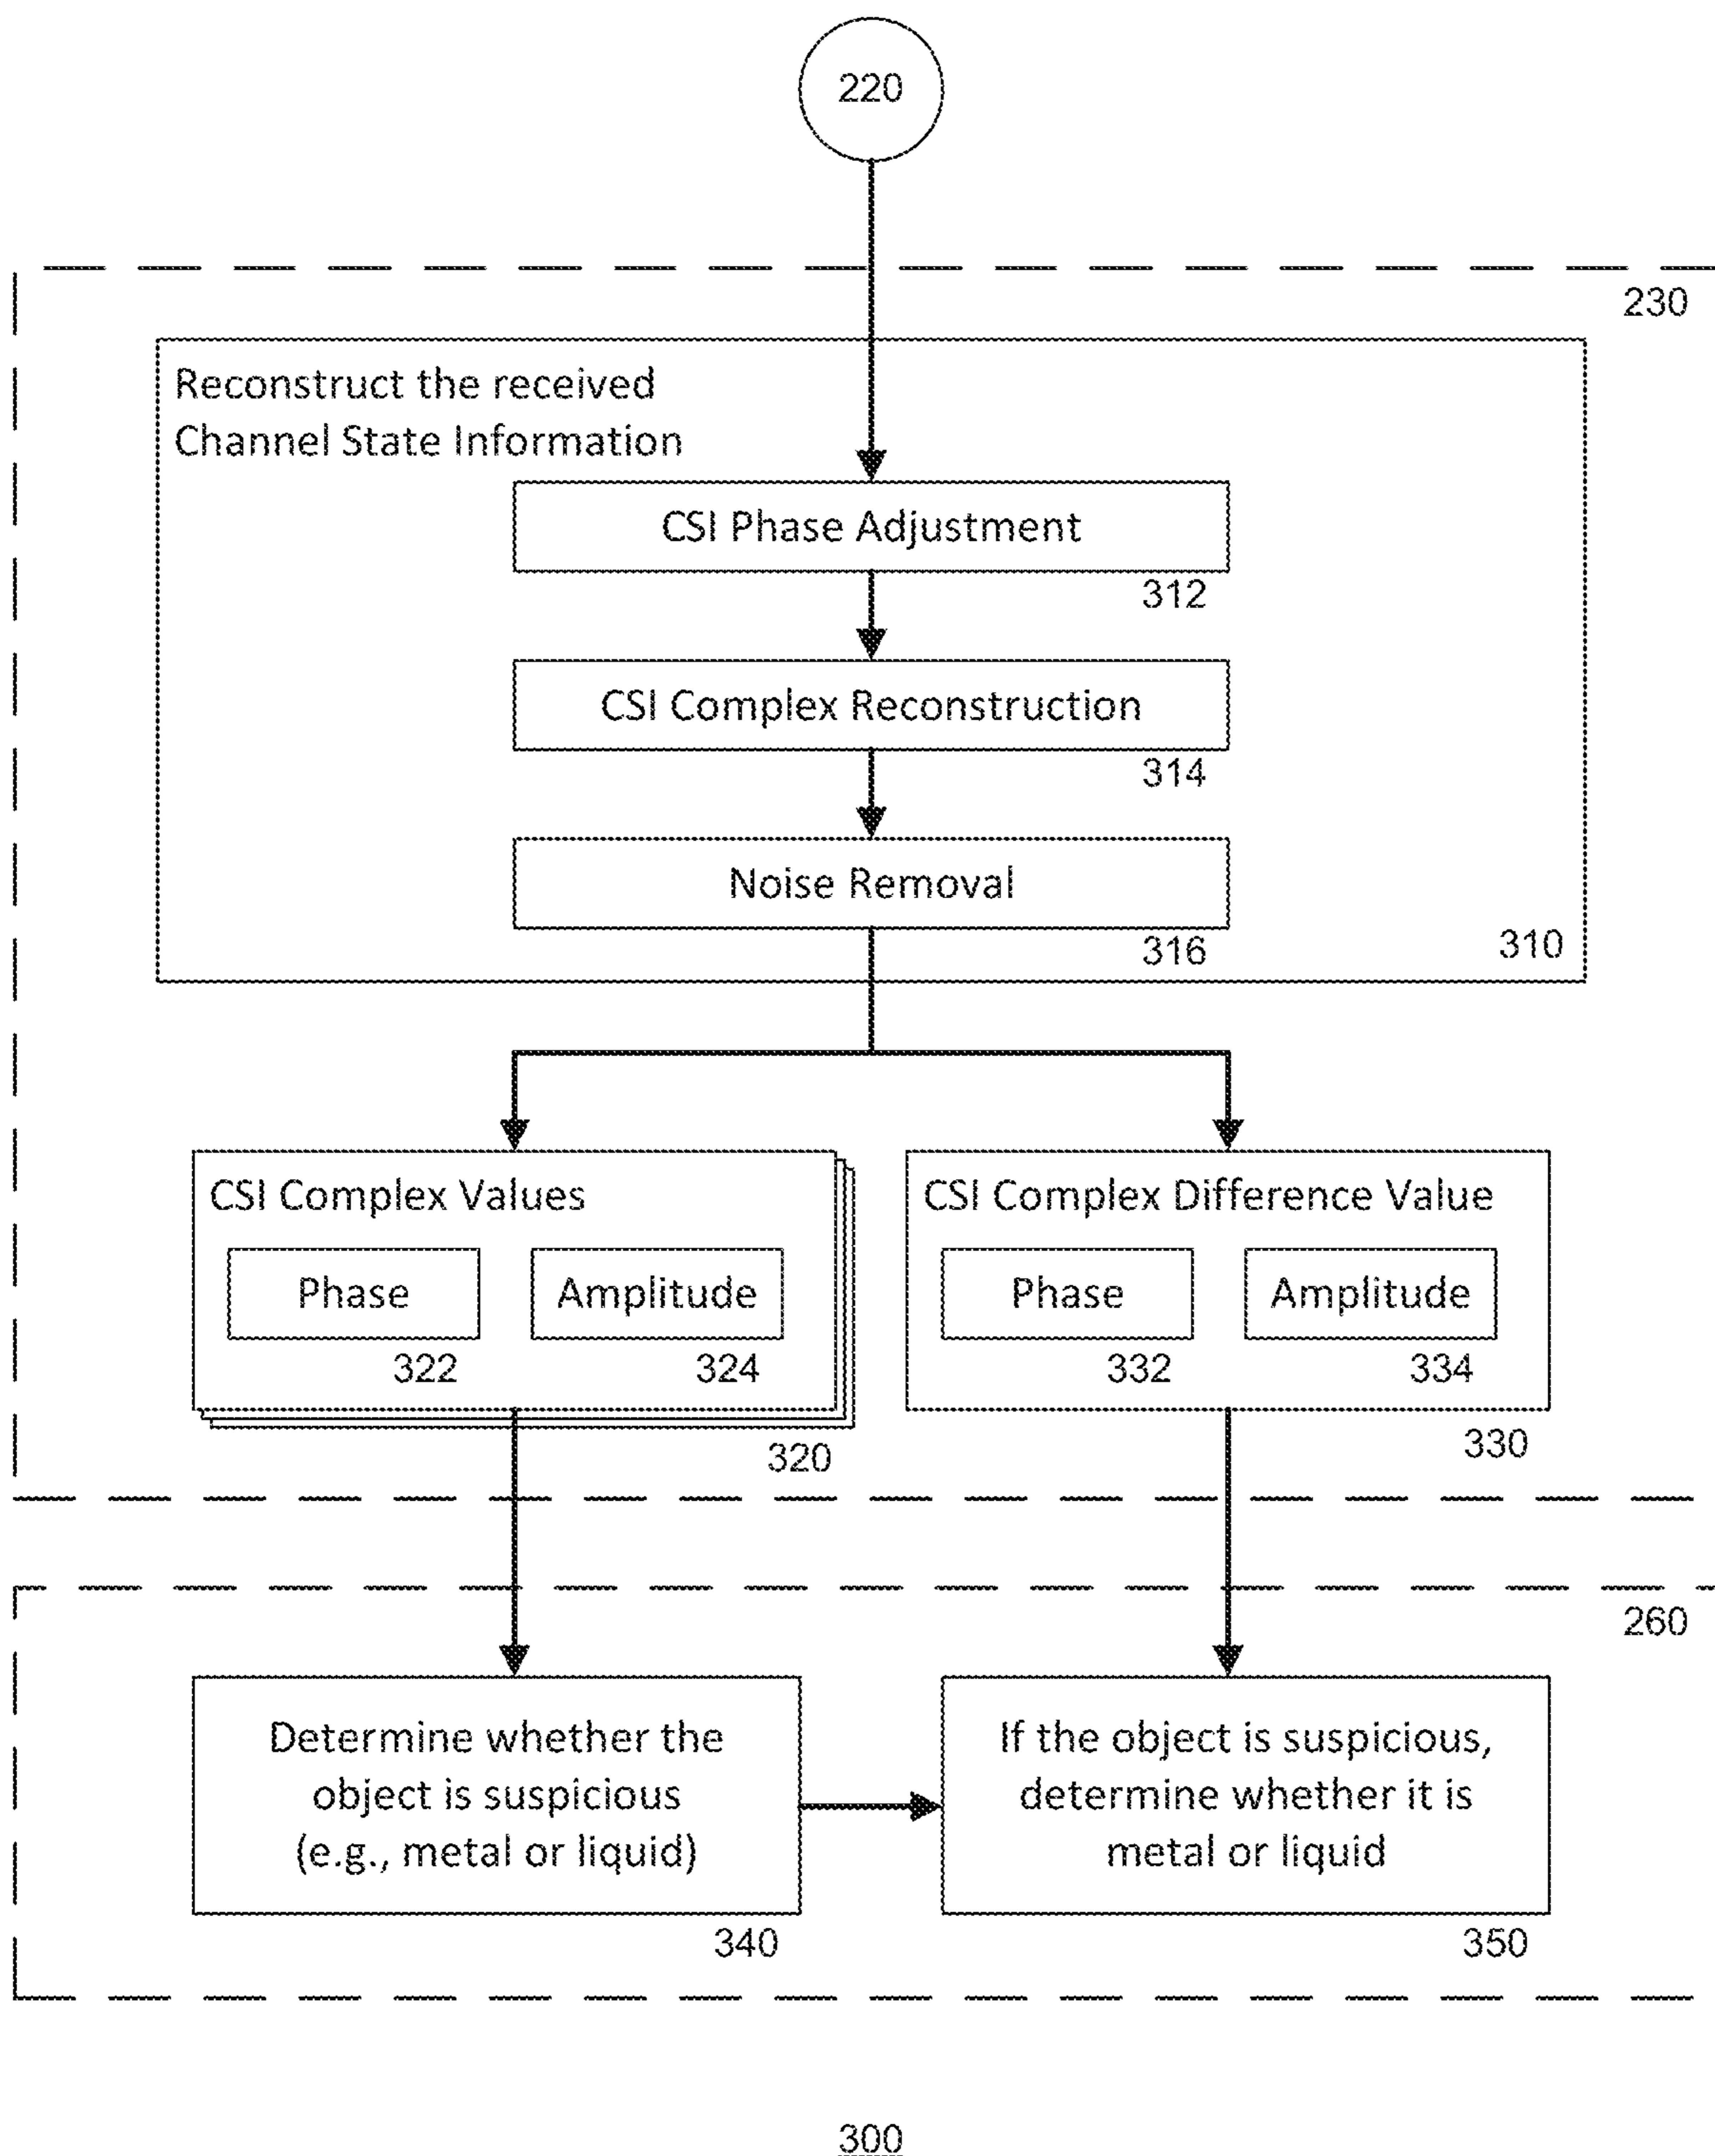 220
230
Reconstruct the received
Channel State Information
CSI Phase Adjustment
312
CSI Complex Reconstruction
314
Noise Removal
316
310
CSI Complex Values
Phase
Amplitude
322
324
320
CSI Complex Difference Value
Phase
Amplitude
332
334
330
260
Determine whether the
object is suspicious
(e.g., metal or liquid)
340
If the object is suspicious,
determine whether it is
metal or liquid
350
300